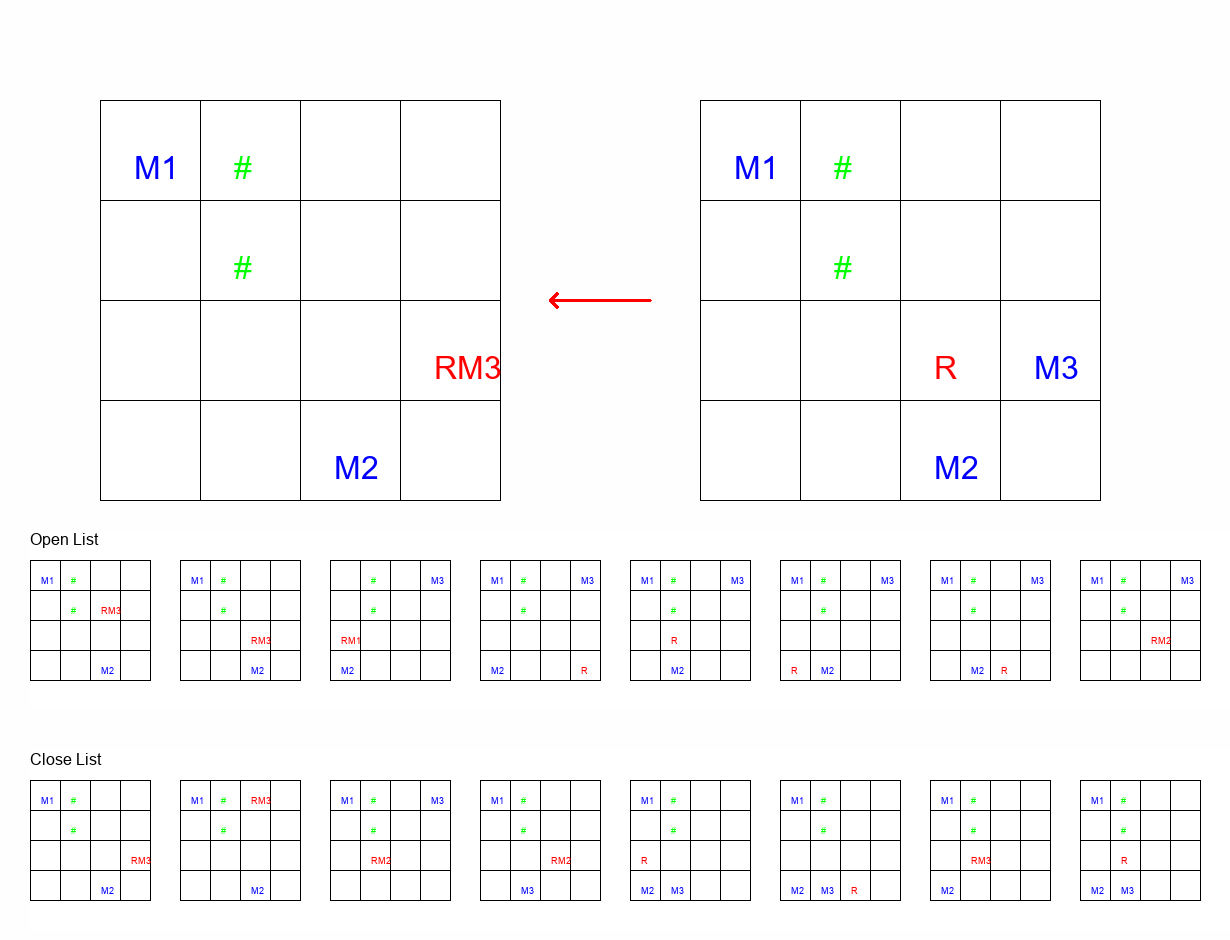 M1 # M1 #
# #
RM3 R M3
M2 M2
Open List
M1 # M1 # # M3 M1 # M3 M1 # M3 M1 # M3 M1 # M3 M1 # M3
# RM3 # # # # # # #
RM3 RM1 R RM2
M2 M2 M2 M2 R M2 R M2 M2 R
Close List
M1 # M1 # RM3 M1 # M3 M1 # M1 # M1 # M1 # M1 #
# # # # # # # #
RM3 RM2 RM2 R RM3 R
M2 M2 M3 M2 M3 M2 M3 R M2 M2 M3